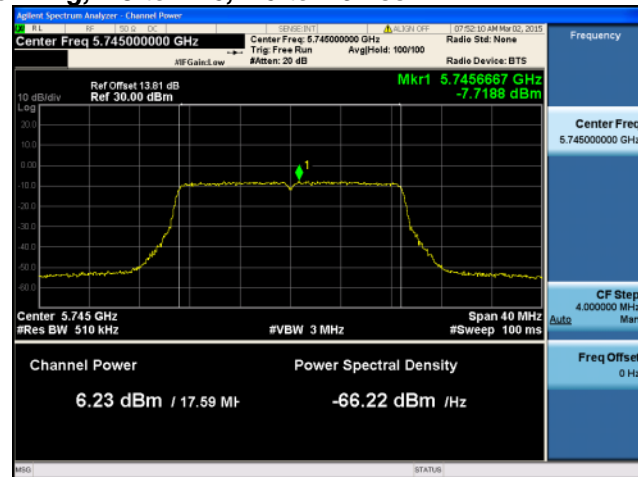 Agilent Spectrum Analyzer - Channel Power
RL RF 50 Ω DC SENSE:INT ALIGN OFF 07:52:10 AM Mar 02, 2015
Center Freq 5.745000000 GHz Center Freq: 5.745000000 GHz Radio Std: None Frequency
Trig: Free Run Avg|Hold: 100/100
#IFGain:Low #Atten: 20 dB Radio Device: BTS
Ref Offset 13.81 dB Mkr1 5.7456667 GHz
10 dB/div Ref 30.00 dBm -7.7188 dBm
Log
20.0
10.0
0.00
-10.0
-20.0
-30.0
-40.0
-50.0
-60.0
1
Center Freq
5.745000000 GHz
Center 5.745 GHz Span 40 MHz
#Res BW 510 kHz #VBW 3 MHz #Sweep 100 ms
CF Step
4.000000 MHz
Auto Man
Channel Power Power Spectral Density
6.23 dBm / 17.59 MH -66.22 dBm /Hz
Freq Offset
0 Hz
MSG STATUS